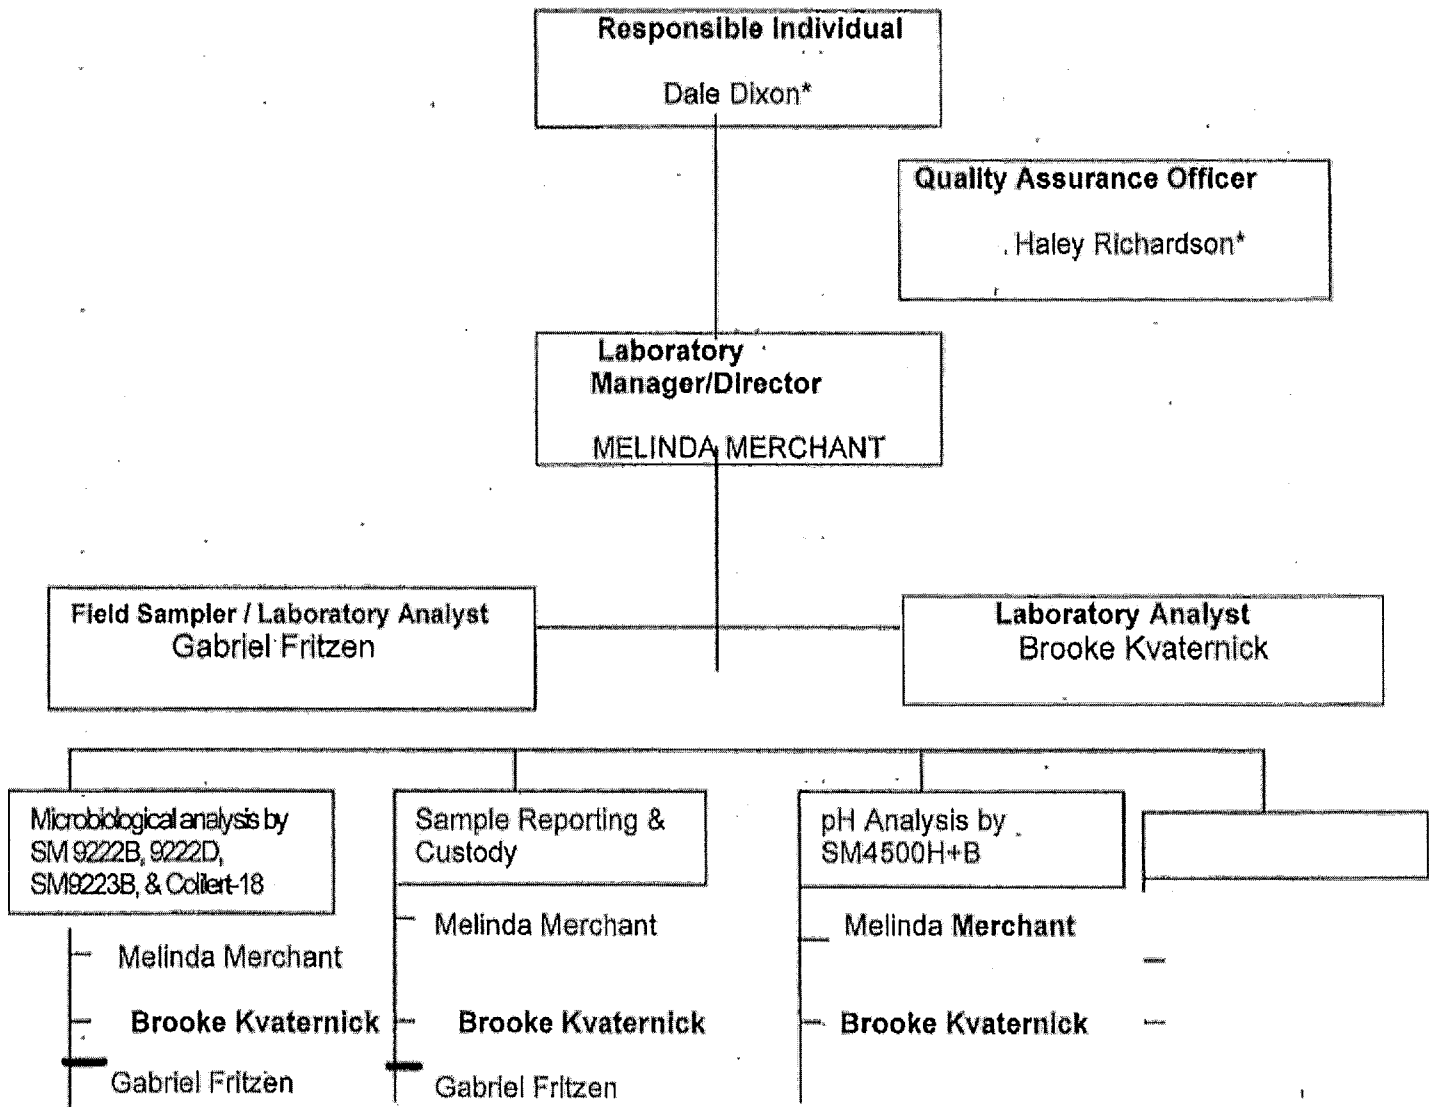 Responsible Individual
Dale Dixon*
Quality Assurance Officer
Haley Richardson*
Laboratory
Manager/Director
MELINDA MERCHANT
Field Sampler / Laboratory Analyst
Gabriel Fritzen
Laboratory Analyst
Brooke Kvaternick
Microbiological analysis by
SM 9222B, 9222D,
SM9223B, & Colilert-18
Melinda Merchant
Brooke Kvaternick
Gabriel Fritzen
Sample Reporting &
Custody
Melinda Merchant
Brooke Kvaternick
Gabriel Fritzen
pH Analysis by
SM4500H+B
Melinda Merchant
Brooke Kvaternick